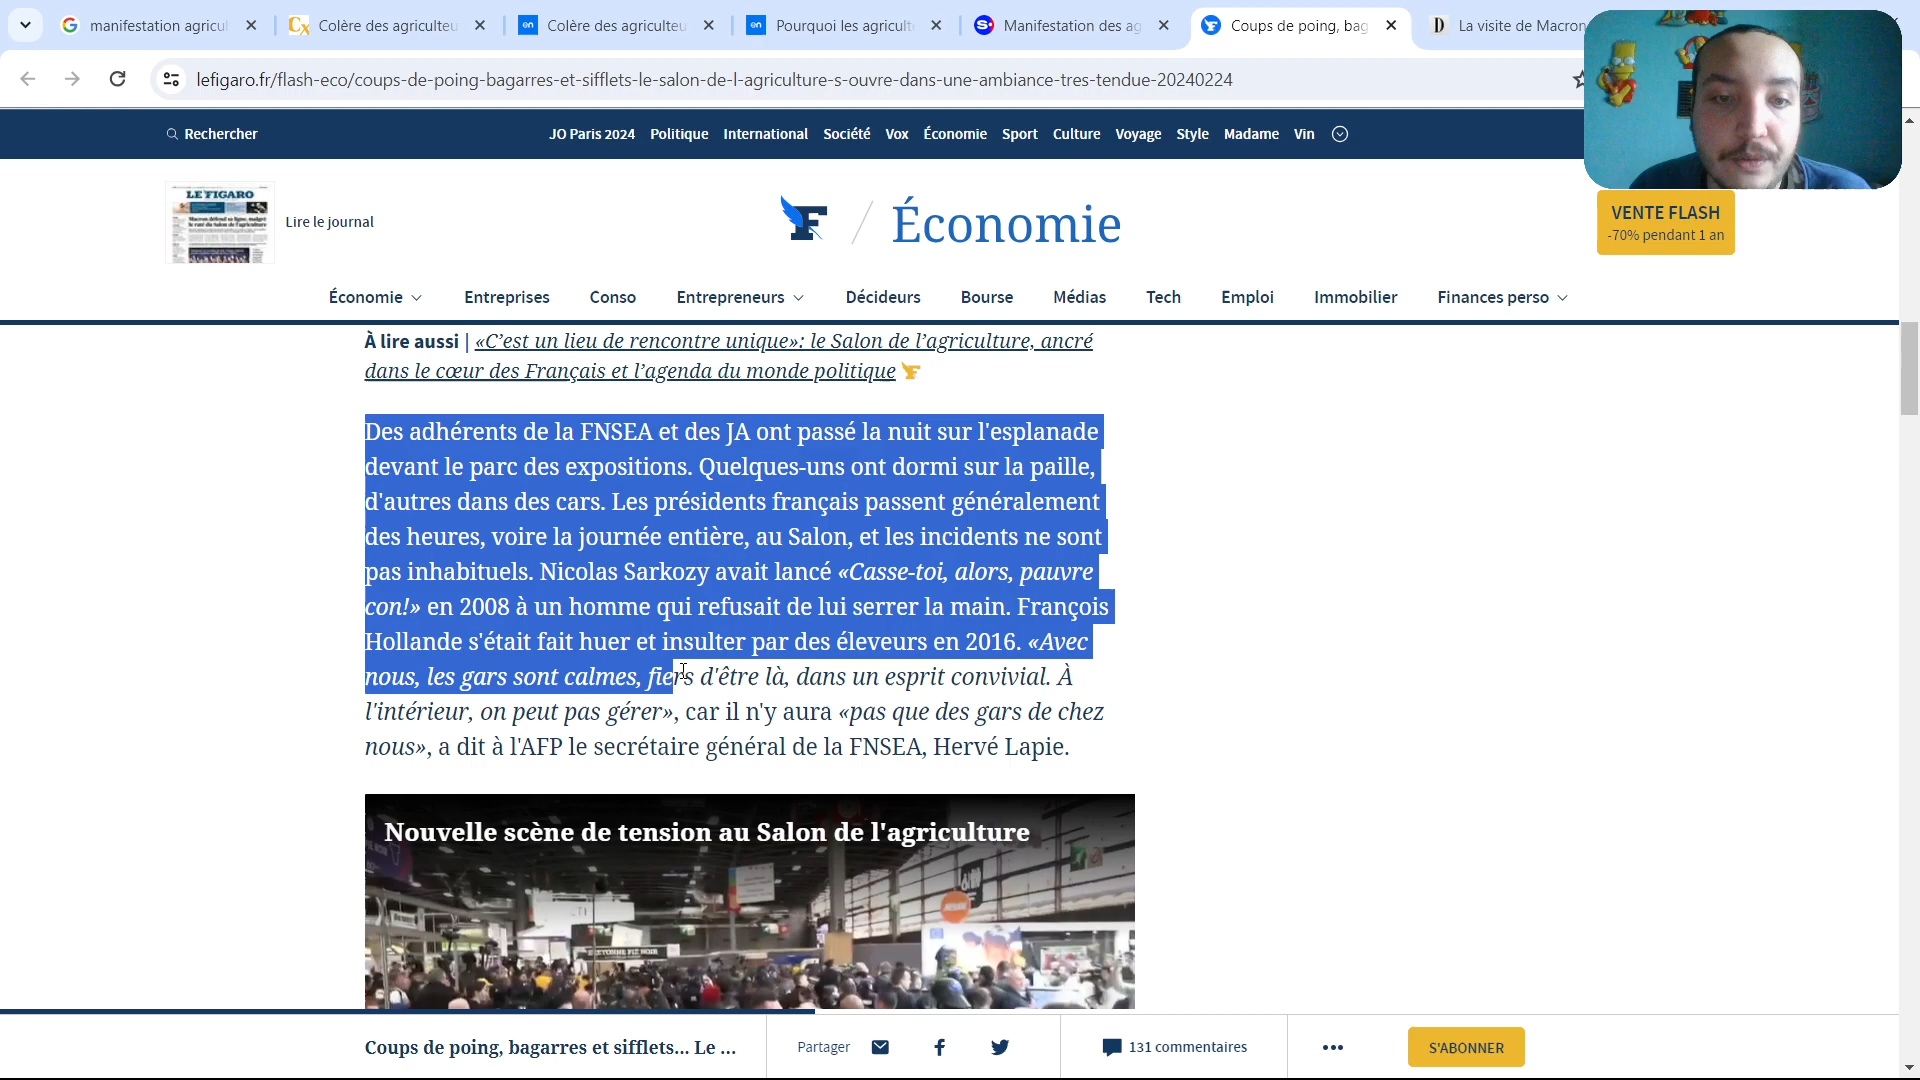 manifestation agricul
Colère des agriculteu
Colère des agriculteu
Pourquoi les agricult
Manifestation des ag
Coups de poing, bag
La visite de Macron
lefigaro.fr/flash-eco/coups-de-poing-bagarres-et-sifflets-le-salon-de-l-agriculture-s-ouvre-dans-une-ambiance-tres-tendue-20240224
Rechercher
JO Paris 2024 Politique International Société Vox Économie Sport Culture Voyage Style Madame Vin
LE FIGARO
Lire le journal
F / Économie
VENTE FLASH
-70% pendant 1 an
Économie Entreprises Conso Entrepreneurs Décideurs Bourse Médias Tech Emploi Immobilier Finances perso
À lire aussi | «C’est un lieu de rencontre unique»: le Salon de l’agriculture, ancré
dans le cœur des Français et l’agenda du monde politique
Des adhérents de la FNSEA et des JA ont passé la nuit sur l'esplanade
devant le parc des expositions. Quelques-uns ont dormi sur la paille,
d'autres dans des cars. Les présidents français passent généralement
des heures, voire la journée entière, au Salon, et les incidents ne sont
pas inhabituels. Nicolas Sarkozy avait lancé «Casse-toi, alors, pauvre
con!» en 2008 à un homme qui refusait de lui serrer la main. François
Hollande s'était fait huer et insulter par des éleveurs en 2016. «Avec
nous, les gars sont calmes, fiers d'être là, dans un esprit convivial. À
l'intérieur, on peut pas gérer», car il n'y aura «pas que des gars de chez
nous», a dit à l'AFP le secrétaire général de la FNSEA, Hervé Lapie.
Nouvelle scène de tension au Salon de l'agriculture
BRETONNE PIE NOIR
Coups de poing, bagarres et sifflets... Le ...
Partager
131 commentaires
S'ABONNER